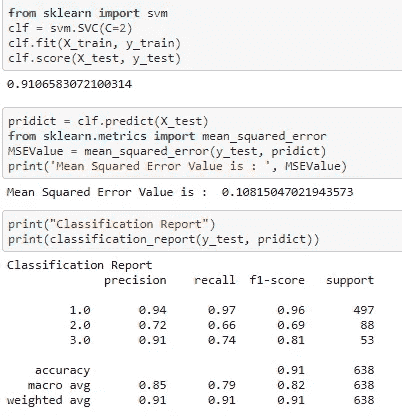 from sklearn import svm
clf = svm.SVC(C=2)
clf.fit(X_train, y_train)
clf.score(X_test, y_test)
0.9106583072100314
pridict = clf.predict(X_test)
from sklearn.metrics import mean_squared_error
MSEValue = mean_squared_error(y_test, pridict)
print('Mean Squared Error Value is : ', MSEValue)
Mean Squared Error Value is :  0.10815047021943573
print("Classification Report")
print(classification_report(y_test, pridict))
Classification Report
precision recall f1-score support
1.0 0.94 0.97 0.96 497
2.0 0.72 0.66 0.69 88
3.0 0.91 0.74 0.81 53
accuracy 0.91 638
macro avg 0.85 0.79 0.82 638
weighted avg 0.91 0.91 0.91 638